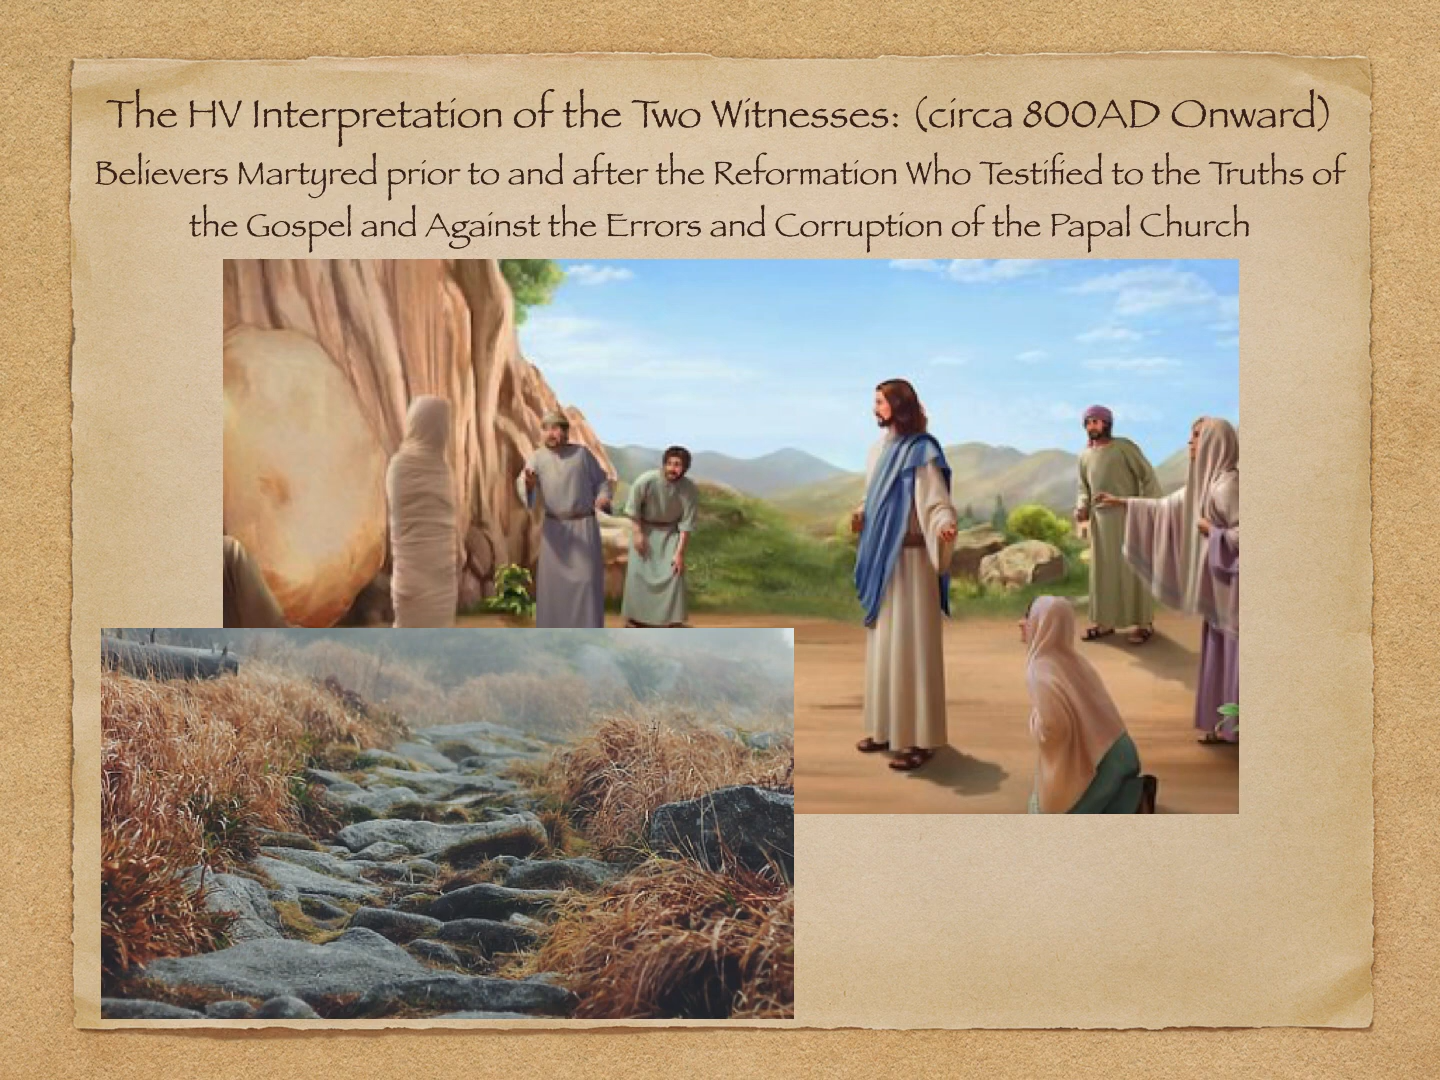 The HV Interpretation of the Two Witnesses: (circa 800AD Onward)
Believers Martyred prior to and after the Reformation Who Testified to the Truths of
the Gospel and Against the Errors and Corruption of the Papal Church